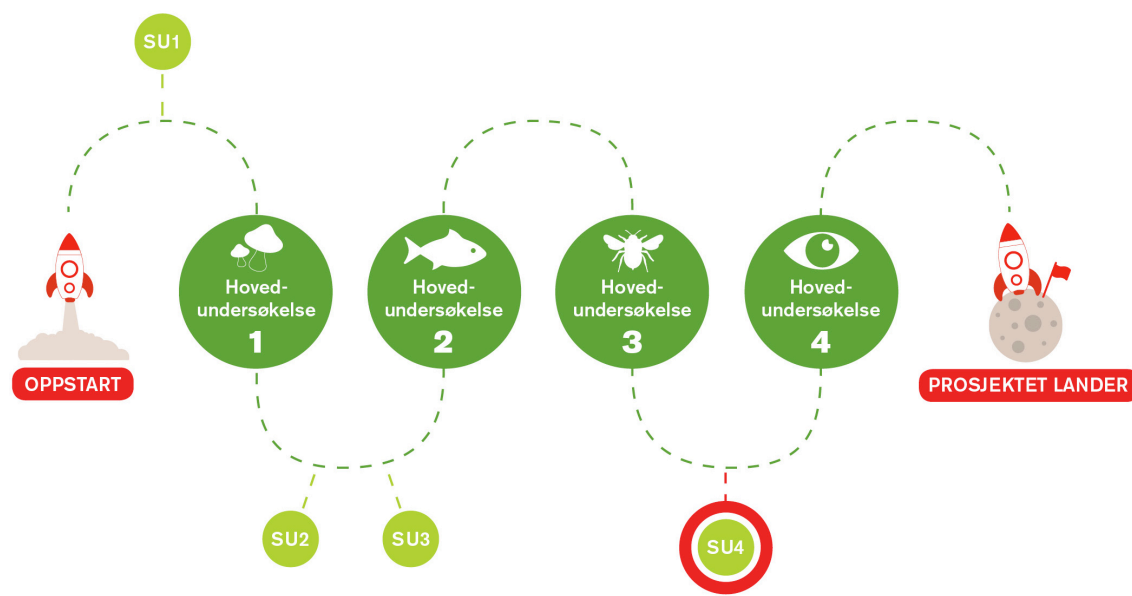 SU1
OPPSTART
Hoved-
undersøkelse
1
SU2
SU3
Hoved-
undersøkelse
2
Hoved-
undersøkelse
3
SU4
Hoved-
undersøkelse
4
PROSJEKTET LANDER